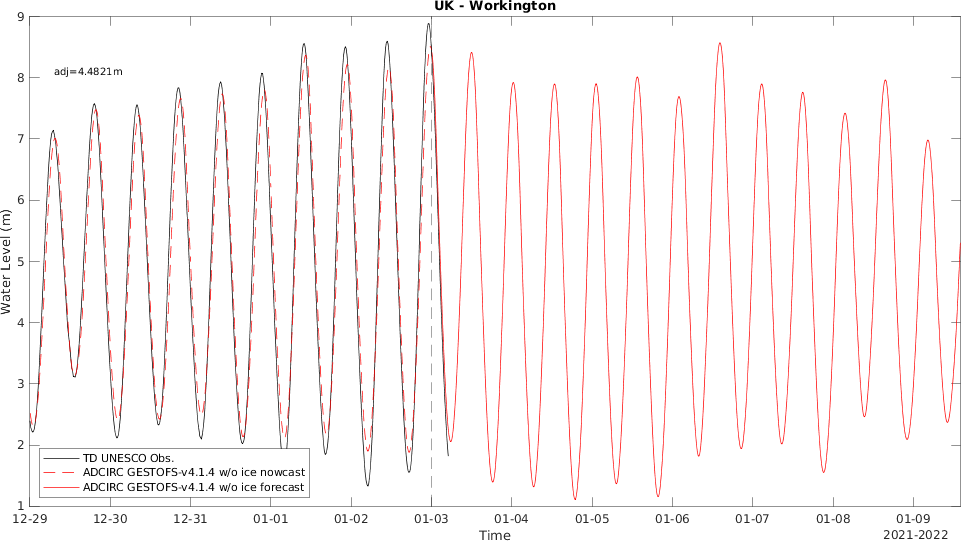 UK - Workington
9
8
7
6
5
4
3
2
1
Water Level (m)
adj=4.4821m
TD UNESCO Obs.
ADCIRC GESTOFS-v4.1.4 w/o ice nowcast
ADCIRC GESTOFS-v4.1.4 w/o ice forecast
12-29 12-30 12-31 01-01 01-02 01-03 01-04 01-05 01-06 01-07 01-08 01-09
Time
2021-2022